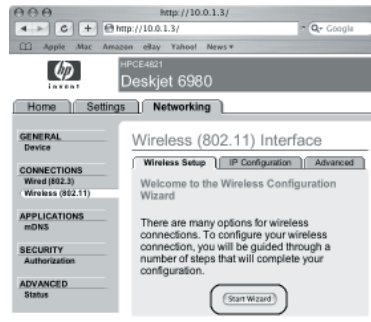 http://10.0.1.3/
http://10.0.1.3/
Q- Google
Apple Mac Amazon eBay Yahoo! News
hp
invent
HPCE4821
Deskjet 6980
Home Settings Networking
GENERAL
Device
CONNECTIONS
Wired (802.3)
Wireless (802.11)
APPLICATIONS
mDNS
SECURITY
Authorization
ADVANCED
Status
Wireless (802.11) Interface
Wireless Setup IP Configuration Advanced
Welcome to the Wireless Configuration
Wizard
There are many options for wireless
connections. To configure your wireless
connection, you will be guided through a
number of steps that will complete your
configuration.
Start Wizard